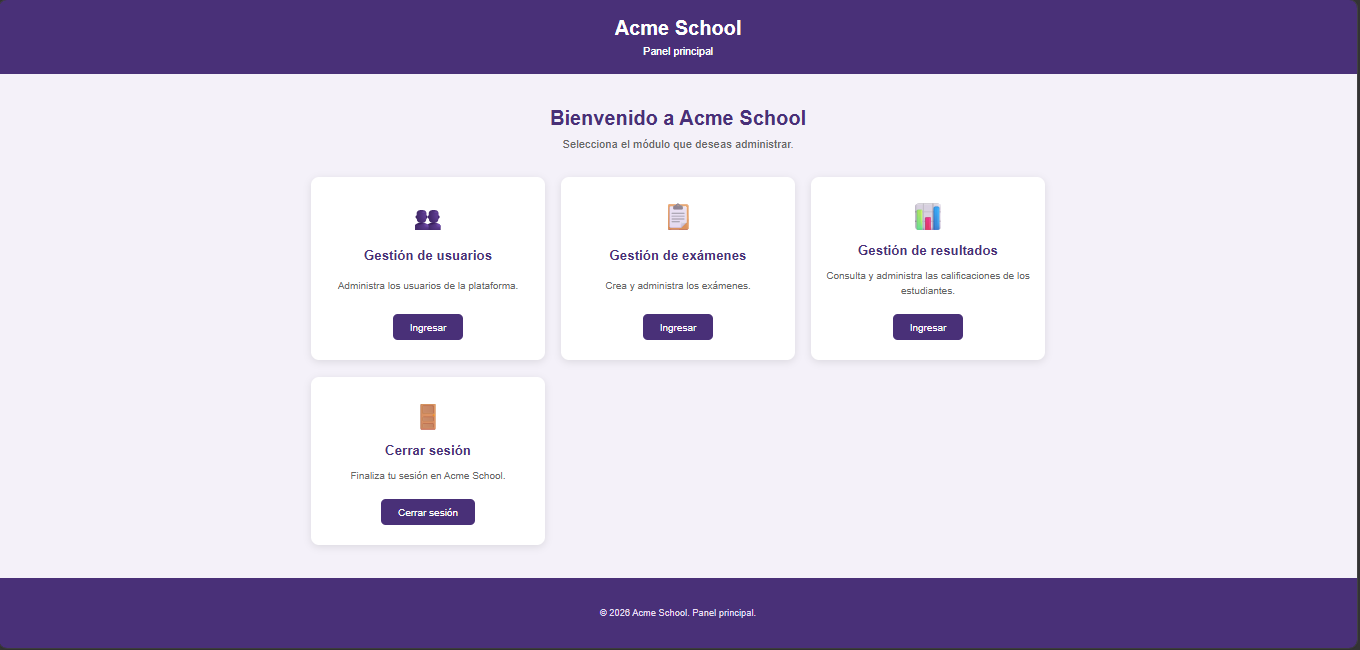 Acme School
Panel principal
Bienvenido a Acme School
Selecciona el módulo que deseas administrar.
Gestión de usuarios
Administra los usuarios de la plataforma.
Ingresar
Gestión de exámenes
Crea y administra los exámenes.
Ingresar
Gestión de resultados
Consulta y administra las calificaciones de los
estudiantes.
Ingresar
Cerrar sesión
Finaliza tu sesión en Acme School.
Cerrar sesión
© 2026 Acme School. Panel principal.